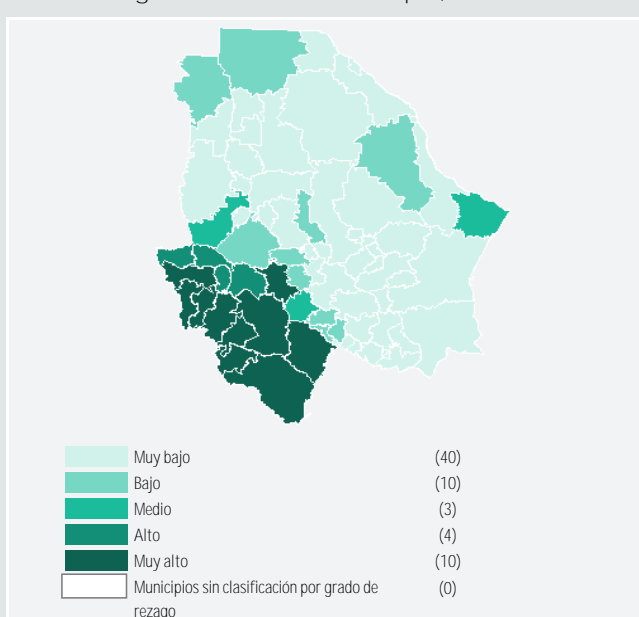 Muy bajo (40)
Bajo (10)
Medio (3)
Alto (4)
Muy alto (10)
Municipios sin clasificación por grado de (0)
rezago